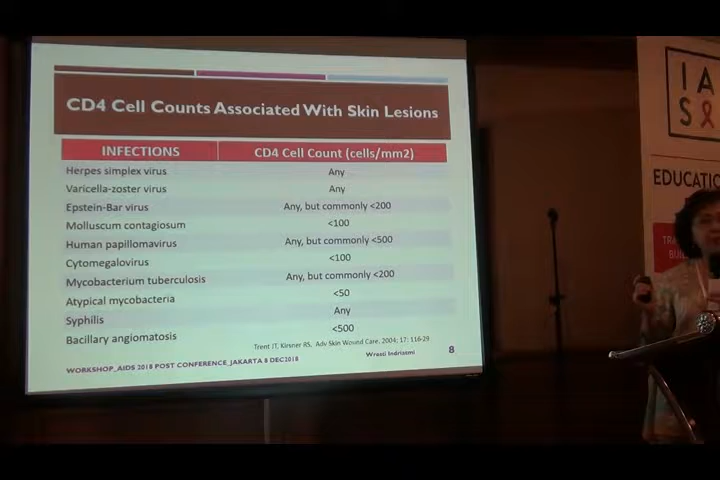 CD4 Cell Counts Associated With Skin Lesions
INFECTIONS CD4 Cell Count (cells/mm2)
Herpes simplex virus Any
Varicella-zoster virus Any
Epstein-Bar virus Any, but commonly <200
Molluscum contagiosum <100
Human papillomavirus Any, but commonly <500
Cytomegalovirus <100
Mycobacterium tuberculosis Any, but commonly <200
Atypical mycobacteria <50
Syphilis Any
Bacillary angiomatosis <500
Trent JT, Kirsner RS. Adv Skin Wound Care. 2004; 17: 116-29
WORKSHOP_AIDS 2018 POST CONFERENCE_JAKARTA 8 DEC2018 Wresti Indriatmi 8
I A
S
EDUCATI
TRA
BUIL